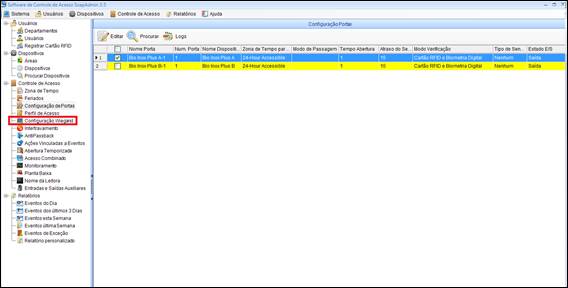 Software de Controle de Acesso SoapAdmin 3.5
Sistema Usuários Dispositivos Controle de Acesso Relatórios Ajuda
Usuários
Departamentos
Usuários
Registrar Cartão RFID
Dispositivos
Áreas
Dispositivos
Procurar Dispositivos
Controle de Acesso
Zona de Tempo
Feriados
Configuração de Portas
Perfil de Acesso
Configuração Wiegand
Intertravamento
AntiPassback
Ações Vinculadas a Eventos
Abertura Temporizada
Acesso Combinado
Monitoramento
Planta Baixa
Nome da Leitora
Entradas e Saídas Auxiliares
Relatórios
Eventos do Dia
Eventos dos últimos 3 Dias
Eventos esta Semana
Eventos última Semana
Eventos de Exceção
Relatório personalizado
Configuração Portas
Editar Procurar Logs
Nome Porta Num. Porta Nome Dispositi... Zona de Tempo par... Modo de Passagem Tempo Abertura Atraso do Se... Modo Verificação Tipo de Sen... Estado E/S
1 Bio Inox Plus A-1 1 Bio Inox Plus A 24-Hour Accessible 1 15 Cartão RFID e Biometria Digital Nenhum Saída
2 Bio Inox Plus B-1 1 Bio Inox Plus B 24-Hour Accessible 1 15 Cartão RFID e Biometria Digital Nenhum Saída